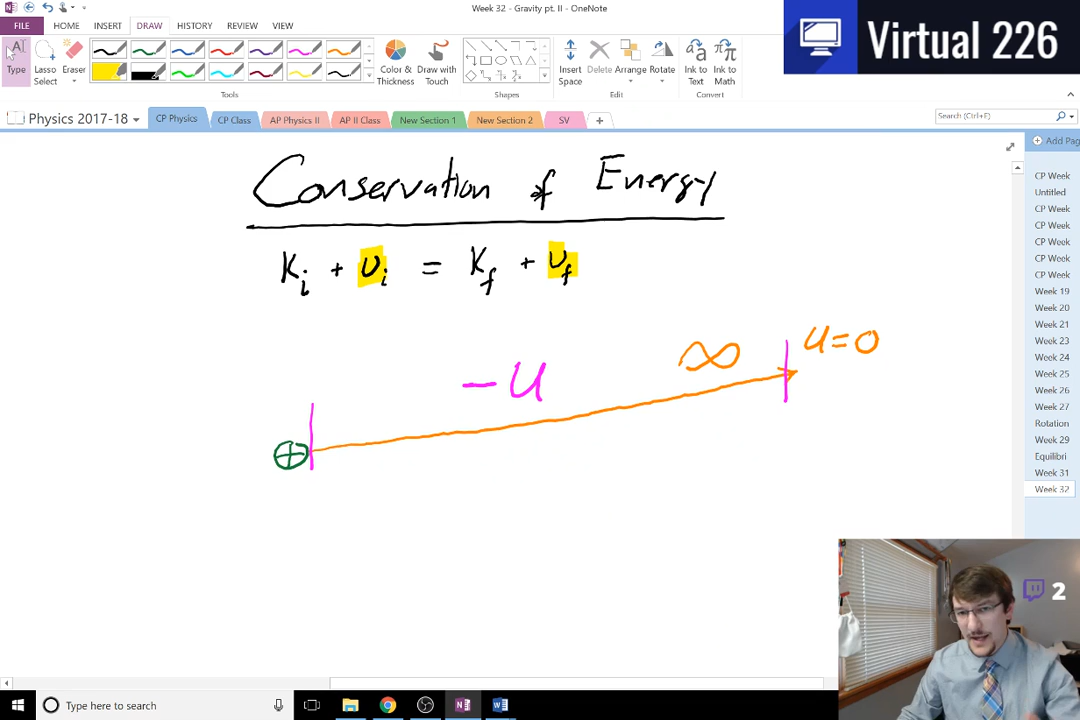 Week 32 - Gravity pt. II - OneNote
FILE HOME INSERT DRAW HISTORY REVIEW VIEW
Virtual 226
Type Lasso Select Eraser Color & Thickness Draw with Touch Insert Space Delete Arrange Rotate Ink to Text Ink to Math
Tools Shapes Edit Convert
Physics 2017-18 CP Physics CP Class AP Physics II AP II Class New Section 1 New Section 2 SV + Search (Ctrl+F)
Add Pag
Conservation of Energy
Ki + Ui = Kf + Uf
∞ U=0
-U
CP Week
Untitled
CP Week
CP Week
CP Week
CP Week
CP Week
Week 19
Week 20
Week 21
Week 24
Week 25
Week 26
Week 27
Rotation
Week 29
Equilibri
Week 31
Week 32
2
Type here to search